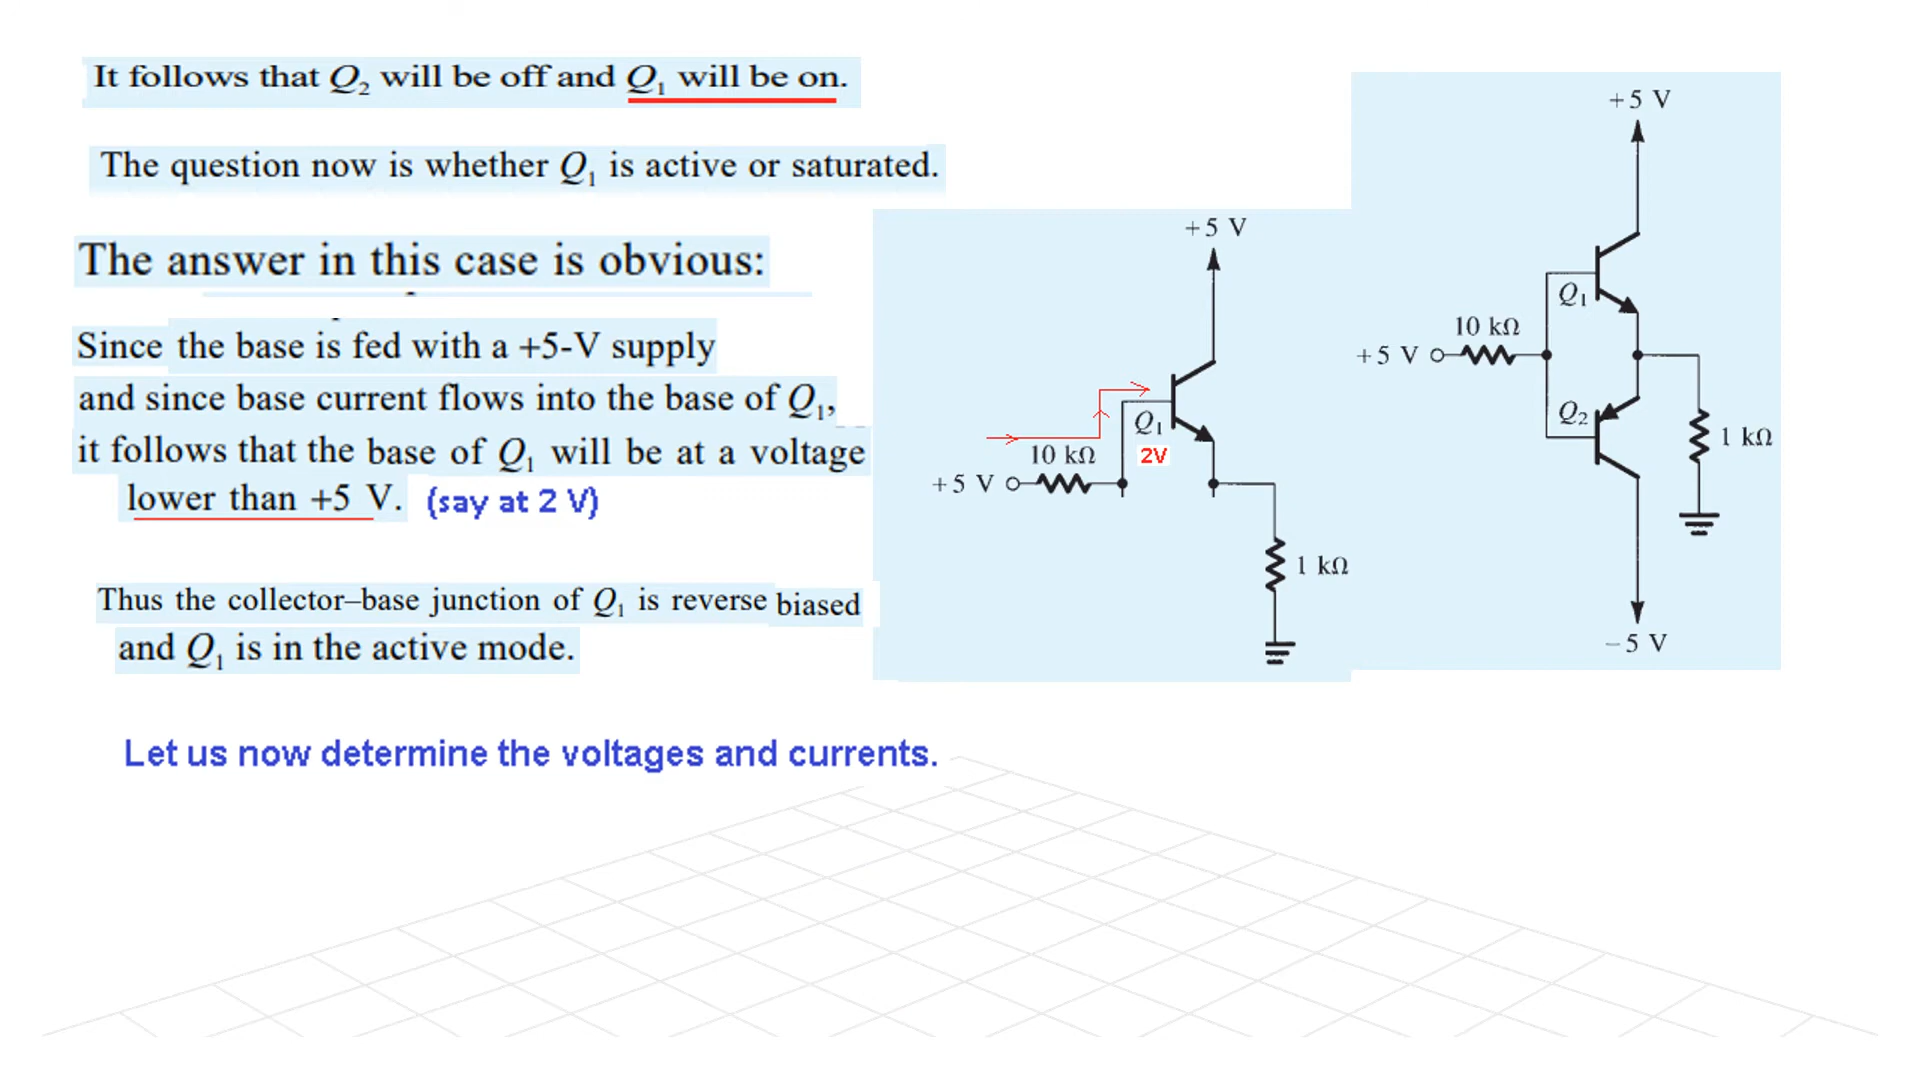 It follows that Q2 will be off and Q1 will be on.
The question now is whether Q1 is active or saturated.
The answer in this case is obvious:
Since the base is fed with a +5-V supply
and since base current flows into the base of Q1,
it follows that the base of Q1 will be at a voltage
lower than +5 V. (say at 2 V)
Thus the collector–base junction of Q1 is reverse biased
and Q1 is in the active mode.
Let us now determine the voltages and currents.
+5 V
Q1
2V
10 kΩ
+5 V
1 kΩ
+5 V
Q1
10 kΩ
+5 V
Q2
1 kΩ
−5 V